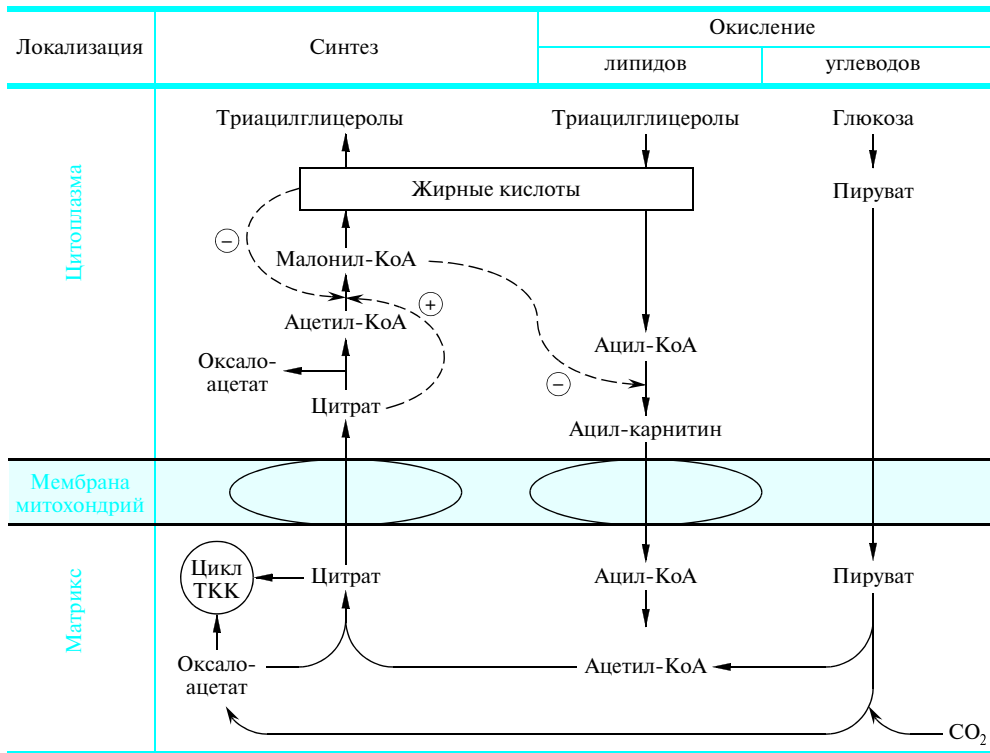 Локализация
Синтез
Окисление
липидов
углеводов
Цитоплазма
Триацилглицеролы
Триацилглицеролы
Глюкоза
Жирные кислоты
Пируват
−
Малонил-КоА
+
Ацетил-КоА
Ацил-КоА
Оксало-
ацетат
−
Цитрат
Ацил-карнитин
Мембрана
митохондрий
Матрикс
Цикл
ТКК
Цитрат
Ацил-КоА
Пируват
Оксало-
ацетат
Ацетил-КоА
CO₂